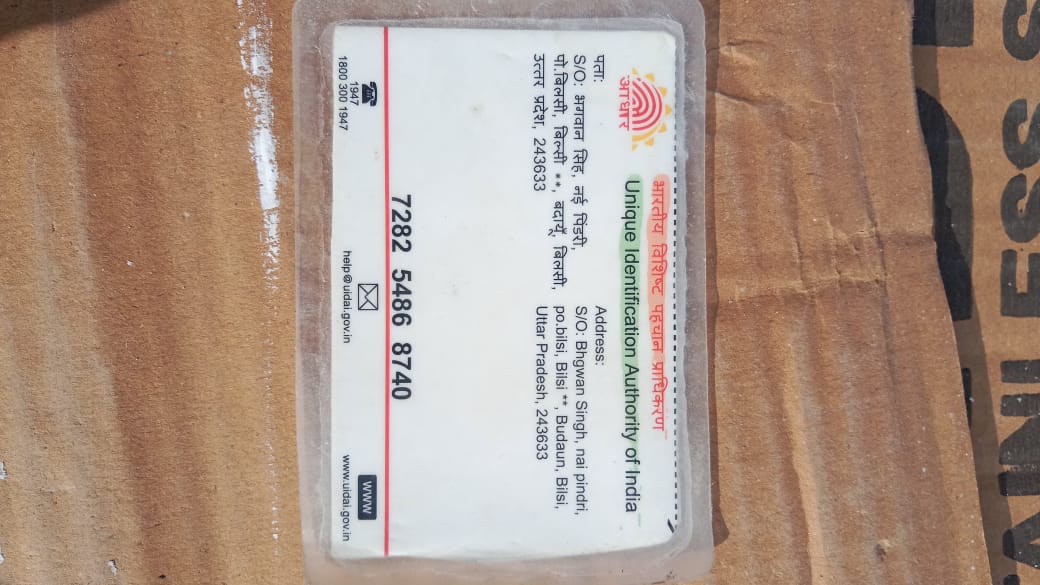 भारतीय विशिष्ट पहचान प्राधिकरण
Unique Identification Authority of India
आधार
पता:
S/O: भगवान सिंह, नई पिंडरी,
पो.बिलसी, बिल्सी **, बदायूँ, बिलसी,
उत्तर प्रदेश, 243633
Address:
S/O: Bhgwan Singh, nai pindri,
po.bilsi, Bilsi **, Budaun, Bilsi,
Uttar Pradesh, 243633
7282 5486 8740
1947
1800 300 1947
help@uidai.gov.in
WWW
www.uidai.gov.in